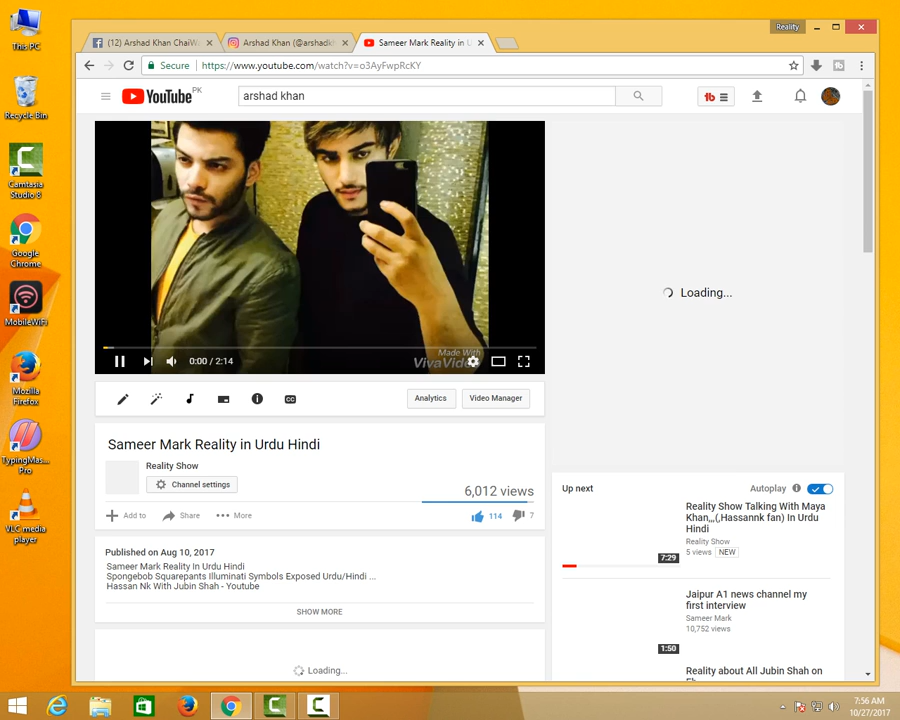 This PC
Recycle Bin
Camtasia
Studio 8
Google
Chrome
MobileWiFi
Mozilla
Firefox
TypingMas...
Pro
VLC media
player
Reality
(12) Arshad Khan ChaiW
Arshad Khan (@arshadk
Sameer Mark Reality in U
Secure
https://www.youtube.com/watch?v=o3AyFwpRcKY
YouTube PK
arshad khan
tb
Made With
VivaVideo
0:00 / 2:14
Loading...
CC
Analytics
Video Manager
Sameer Mark Reality in Urdu Hindi
Reality Show
Channel settings
6,012 views
Add to
Share
More
114
7
Published on Aug 10, 2017
Sameer Mark Reality In Urdu Hindi
Spongebob Squarepants Illuminati Symbols Exposed Urdu/Hindi ...
Hassan Nk With Jubin Shah - Youtube
SHOW MORE
Loading...
Up next
Autoplay
Reality Show Talking With Maya
Khan,,,(,Hassannk fan) In Urdu
Hindi
Reality Show
5 views NEW
7:29
Jaipur A1 news channel my
first interview
Sameer Mark
10,752 views
1:50
Reality about All Jubin Shah on
7:56 AM
10/27/2017